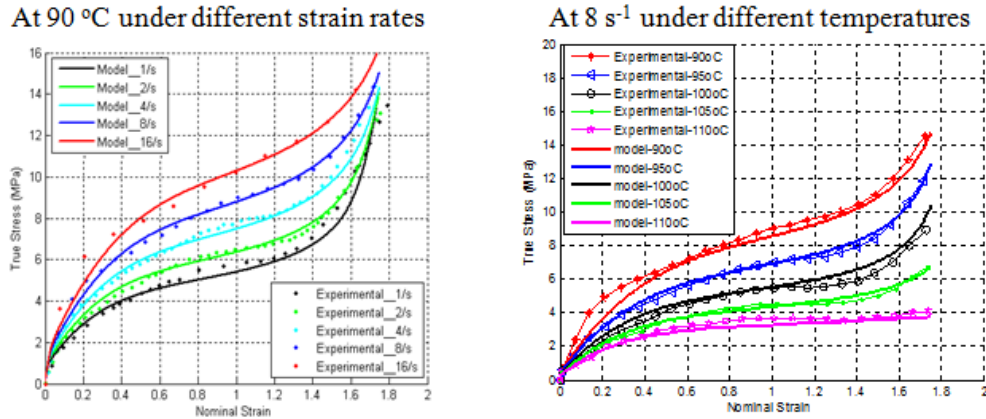 At 90 ºC under different strain rates
At 8 s-1 under different temperatures
16
14
12
10
8
6
4
2
0
True Stress (MPa)
Model__1/s
Model__2/s
Model__4/s
Model__8/s
Model__16/s
Experimental__1/s
Experimental__2/s
Experimental__4/s
Experimental__8/s
Experimental__16/s
0 0.2 0.4 0.6 0.8 1 1.2 1.4 1.6 1.8 2
Nominal Strain
20
18
16
14
12
10
8
6
4
2
0
True Stress (MPa)
Experimental-90oC
Experimental-95oC
Experimental-100oC
Experimental-105oC
Experimental-110oC
model-90oC
model-95oC
model-100oC
model-105oC
model-110oC
0 0.2 0.4 0.6 0.8 1 1.2 1.4 1.6 1.8 2
Nominal Strain